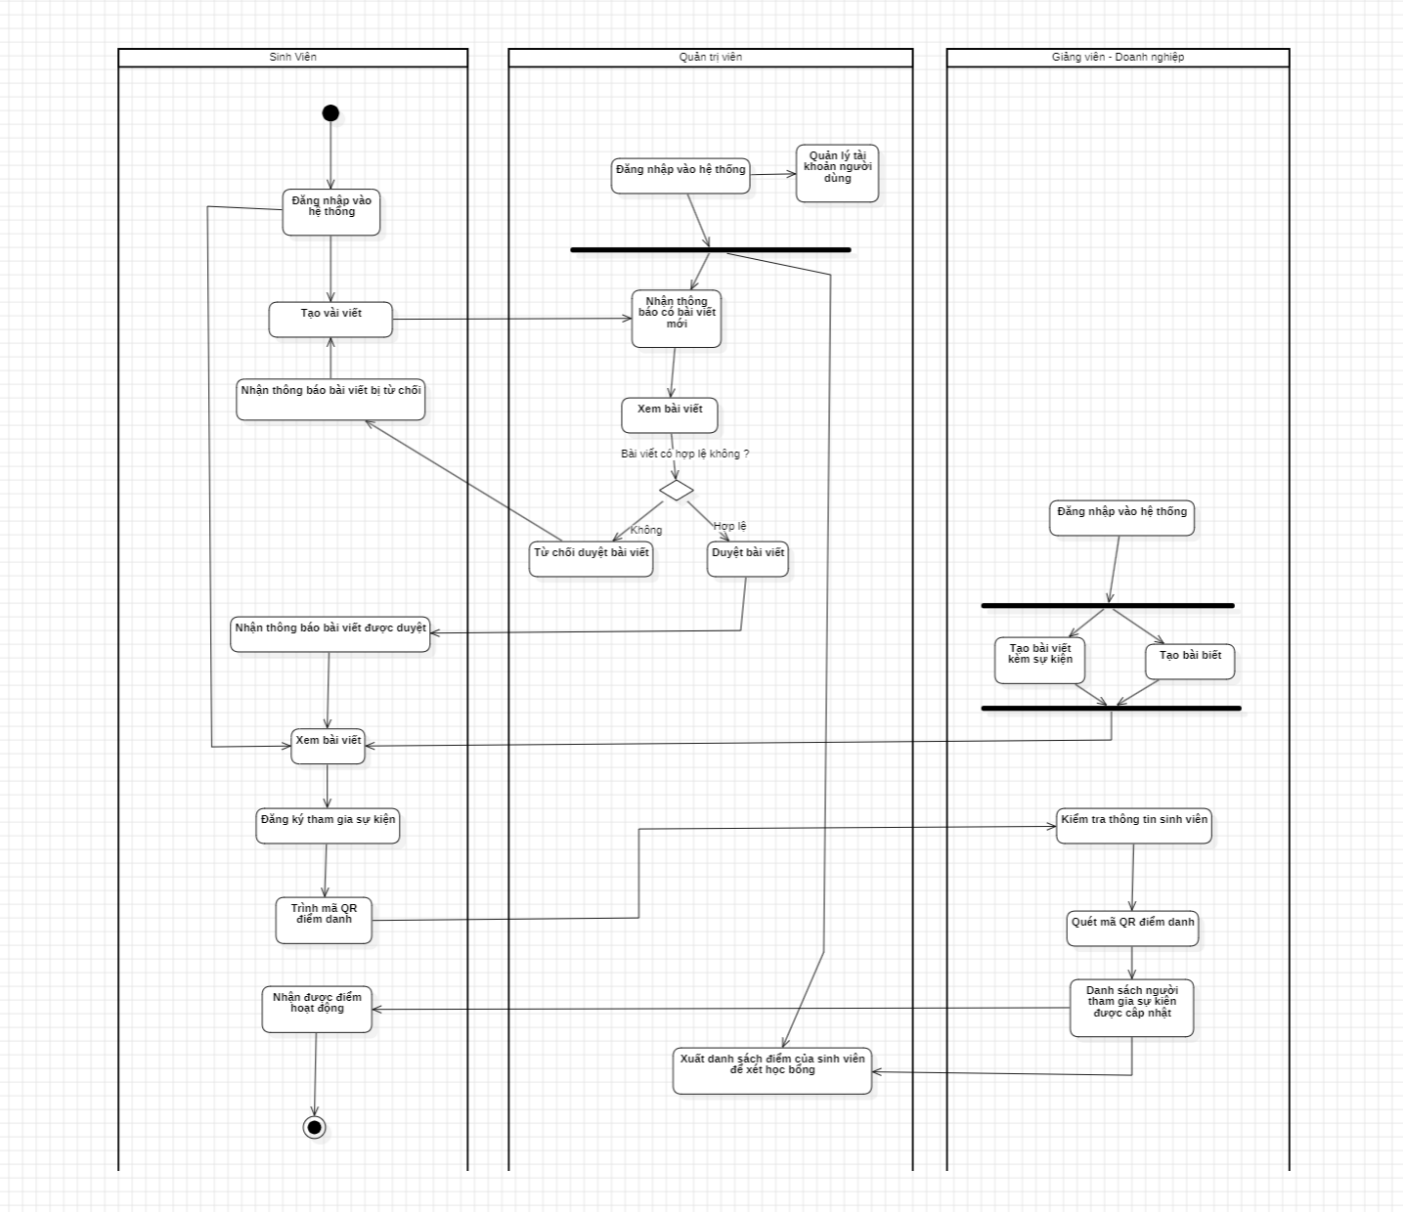 Sinh Viên
Quản trị viên
Giảng viên - Doanh nghiệp
Đăng nhập vào
hệ thống
Tạo vài viết
Nhận thông báo bài viết bị từ chối
Nhận thông báo bài viết được duyệt
Xem bài viết
Đăng ký tham gia sự kiện
Trình mã QR
điểm danh
Nhận được điểm
hoạt động
Đăng nhập vào hệ thống
Quản lý tài
khoản người
dùng
Nhận thông
báo có bài viết
mới
Xem bài viết
Bài viết có hợp lệ không ?
Không
Hợp lệ
Từ chối duyệt bài viết
Duyệt bài viết
Xuất danh sách điểm của sinh viên
để xét học bổng
Đăng nhập vào hệ thống
Tạo bài viết
kèm sự kiện
Tạo bài biết
Kiểm tra thông tin sinh viên
Quét mã QR điểm danh
Danh sách người
tham gia sự kiện
được câp nhật